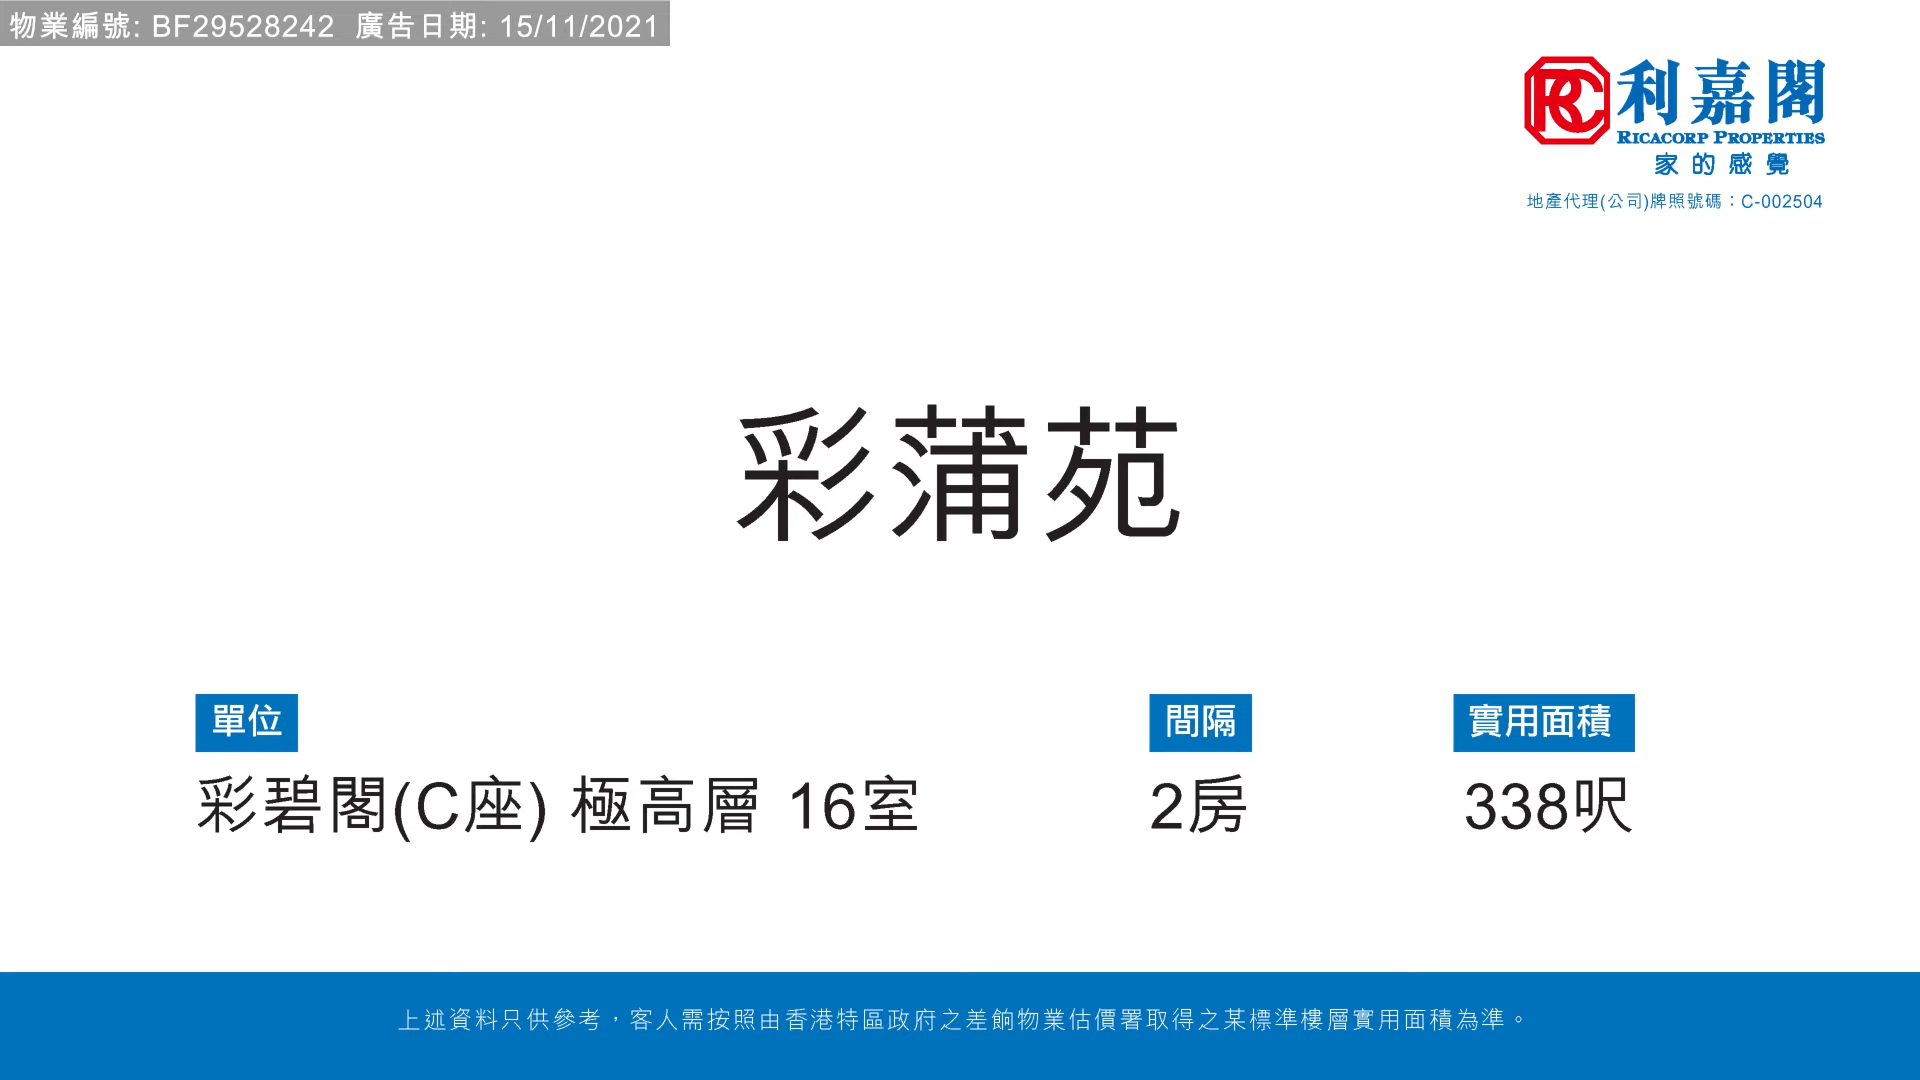 物業編號: BF29528242 廣告日期: 15/11/2021
RC 利嘉閣
RICACORP PROPERTIES
家的感覺
地產代理(公司)牌照號碼：C-002504
彩蒲苑
單位
彩碧閣(C座) 極高層 16室
間隔
2房
實用面積
338呎
上述資料只供參考，客人需按照由香港特區政府之差餉物業估價署取得之某標準樓層實用面積為準。